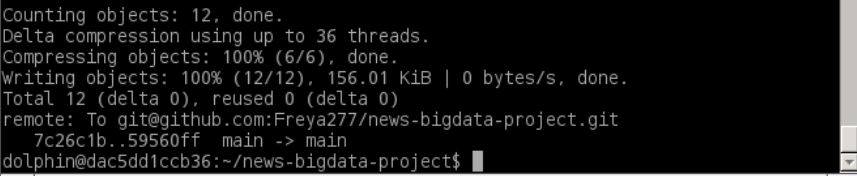 Counting objects: 12, done.
Delta compression using up to 36 threads.
Compressing objects: 100% (6/6), done.
Writing objects: 100% (12/12), 156.01 KiB | 0 bytes/s, done.
Total 12 (delta 0), reused 0 (delta 0)
remote: To git@github.com:Freya277/news-bigdata-project.git
   7c26c1b..59560ff  main -> main
dolphin@dac5dd1ccb36:~/news-bigdata-project$